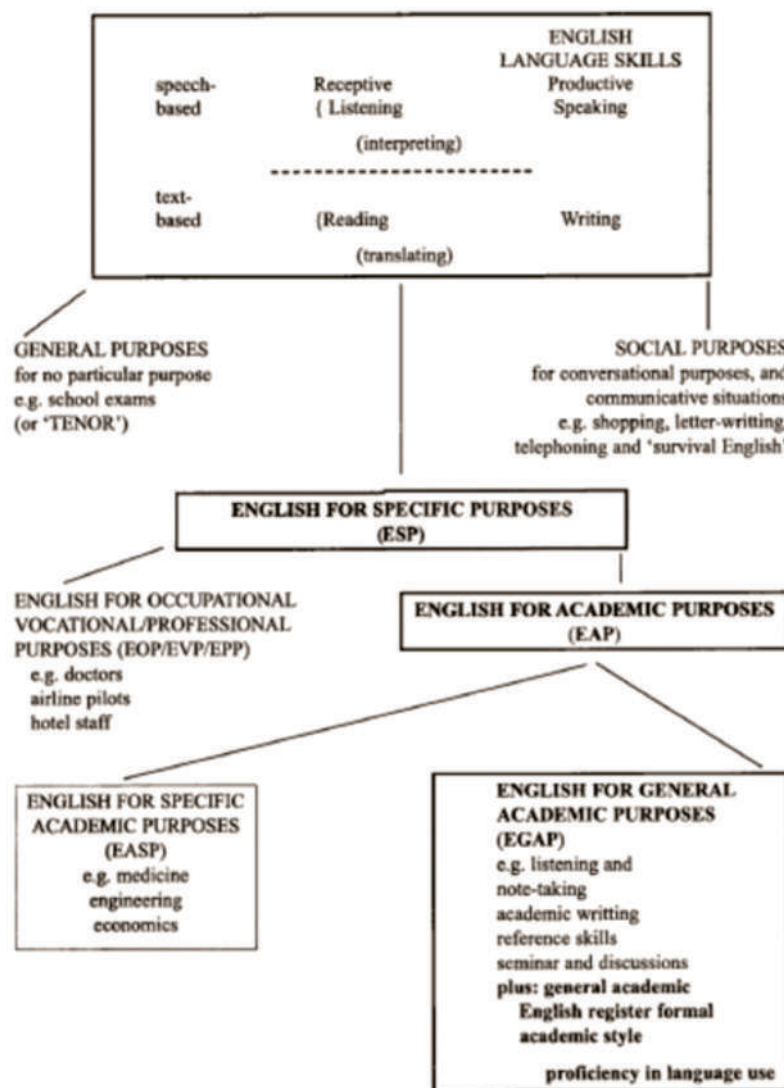 ENGLISH
LANGUAGE SKILLS
speech- Receptive Productive
based { Listening Speaking
(interpreting)
text-
based (Reading Writing
(translating)
GENERAL PURPOSES
for no particular purpose
e.g. school exams
(or ‘TENOR’)
SOCIAL PURPOSES
for conversational purposes, and
communicative situations
e.g. shopping, letter-writting,
telephoning and ‘survival English’
ENGLISH FOR SPECIFIC PURPOSES
(ESP)
ENGLISH FOR OCCUPATIONAL
VOCATIONAL/PROFESSIONAL
PURPOSES (EOP/EVP/EPP)
e.g. doctors
airline pilots
hotel staff
ENGLISH FOR ACADEMIC PURPOSES
(EAP)
ENGLISH FOR SPECIFIC
ACADEMIC PURPOSES
(EASP)
e.g. medicine
engineering
economics
ENGLISH FOR GENERAL
ACADEMIC PURPOSES
(EGAP)
e.g. listening and
note-taking
academic writting
reference skills
seminar and discussions
plus: general academic
English register formal
academic style
proficiency in language use